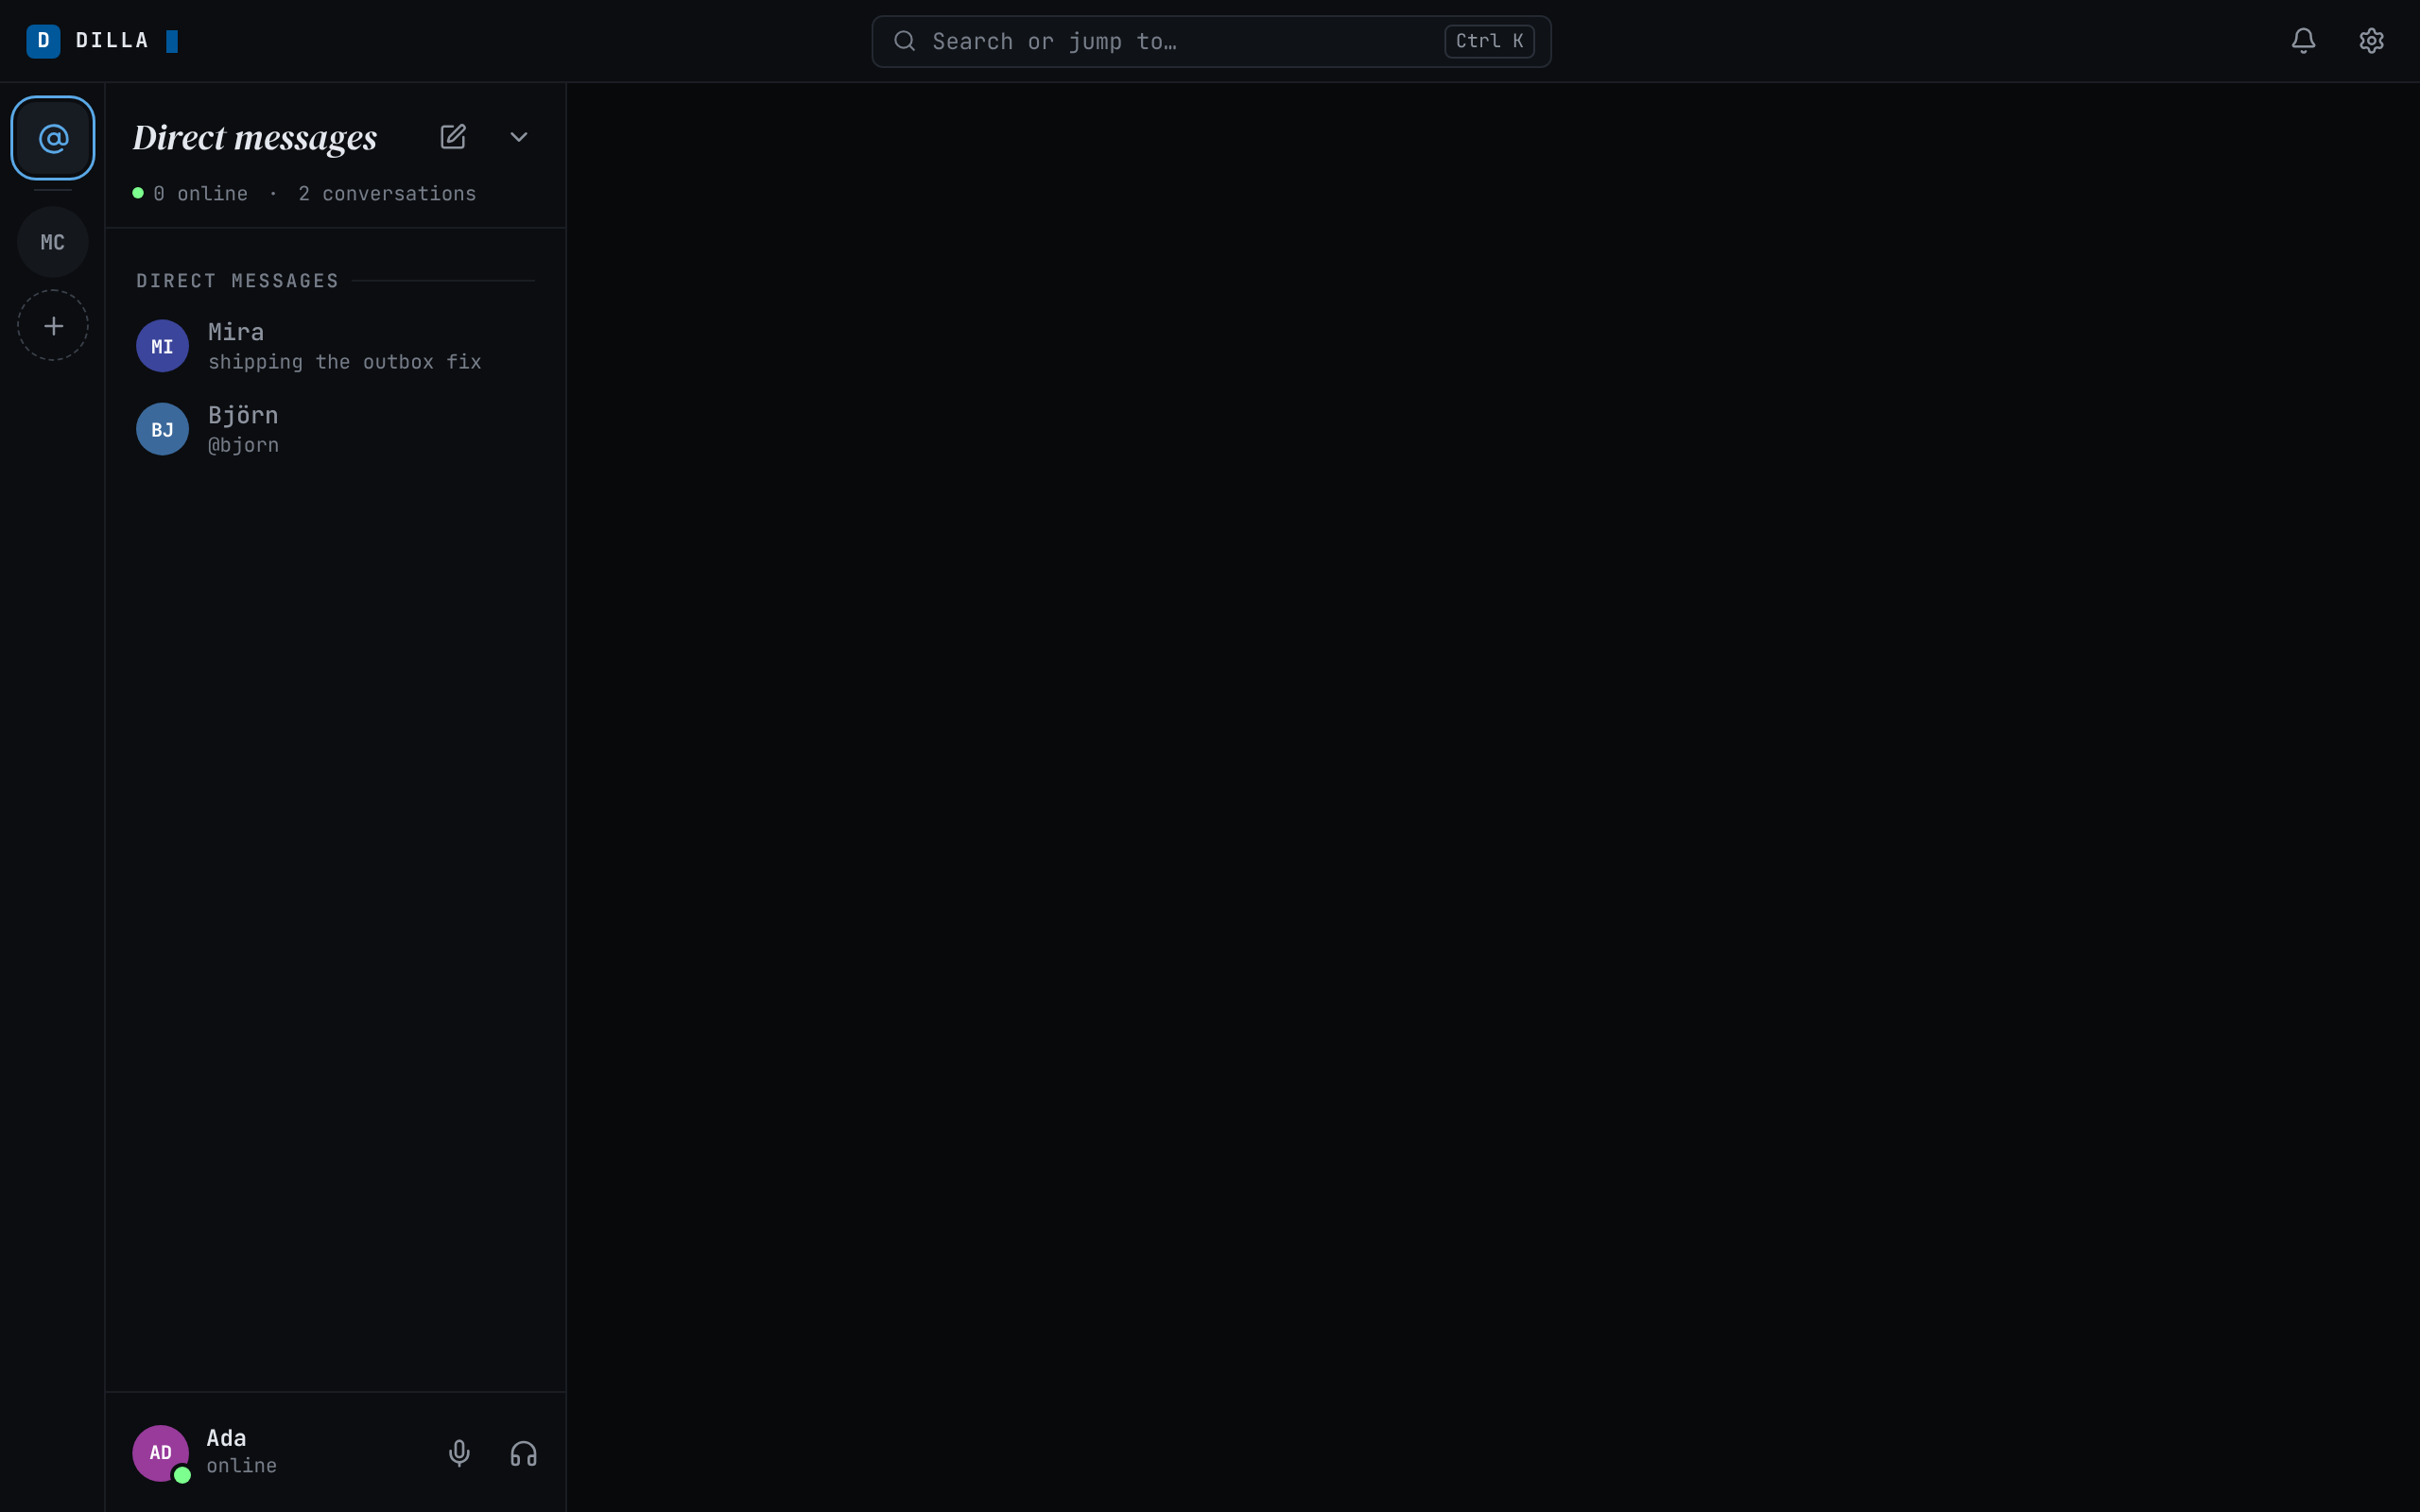 D DILLA
Search or jump to…
Ctrl K
@
Direct messages
0 online · 2 conversations
MC
DIRECT MESSAGES
MI
Mira
shipping the outbox fix
BJ
Björn
@bjorn
AD
Ada
online